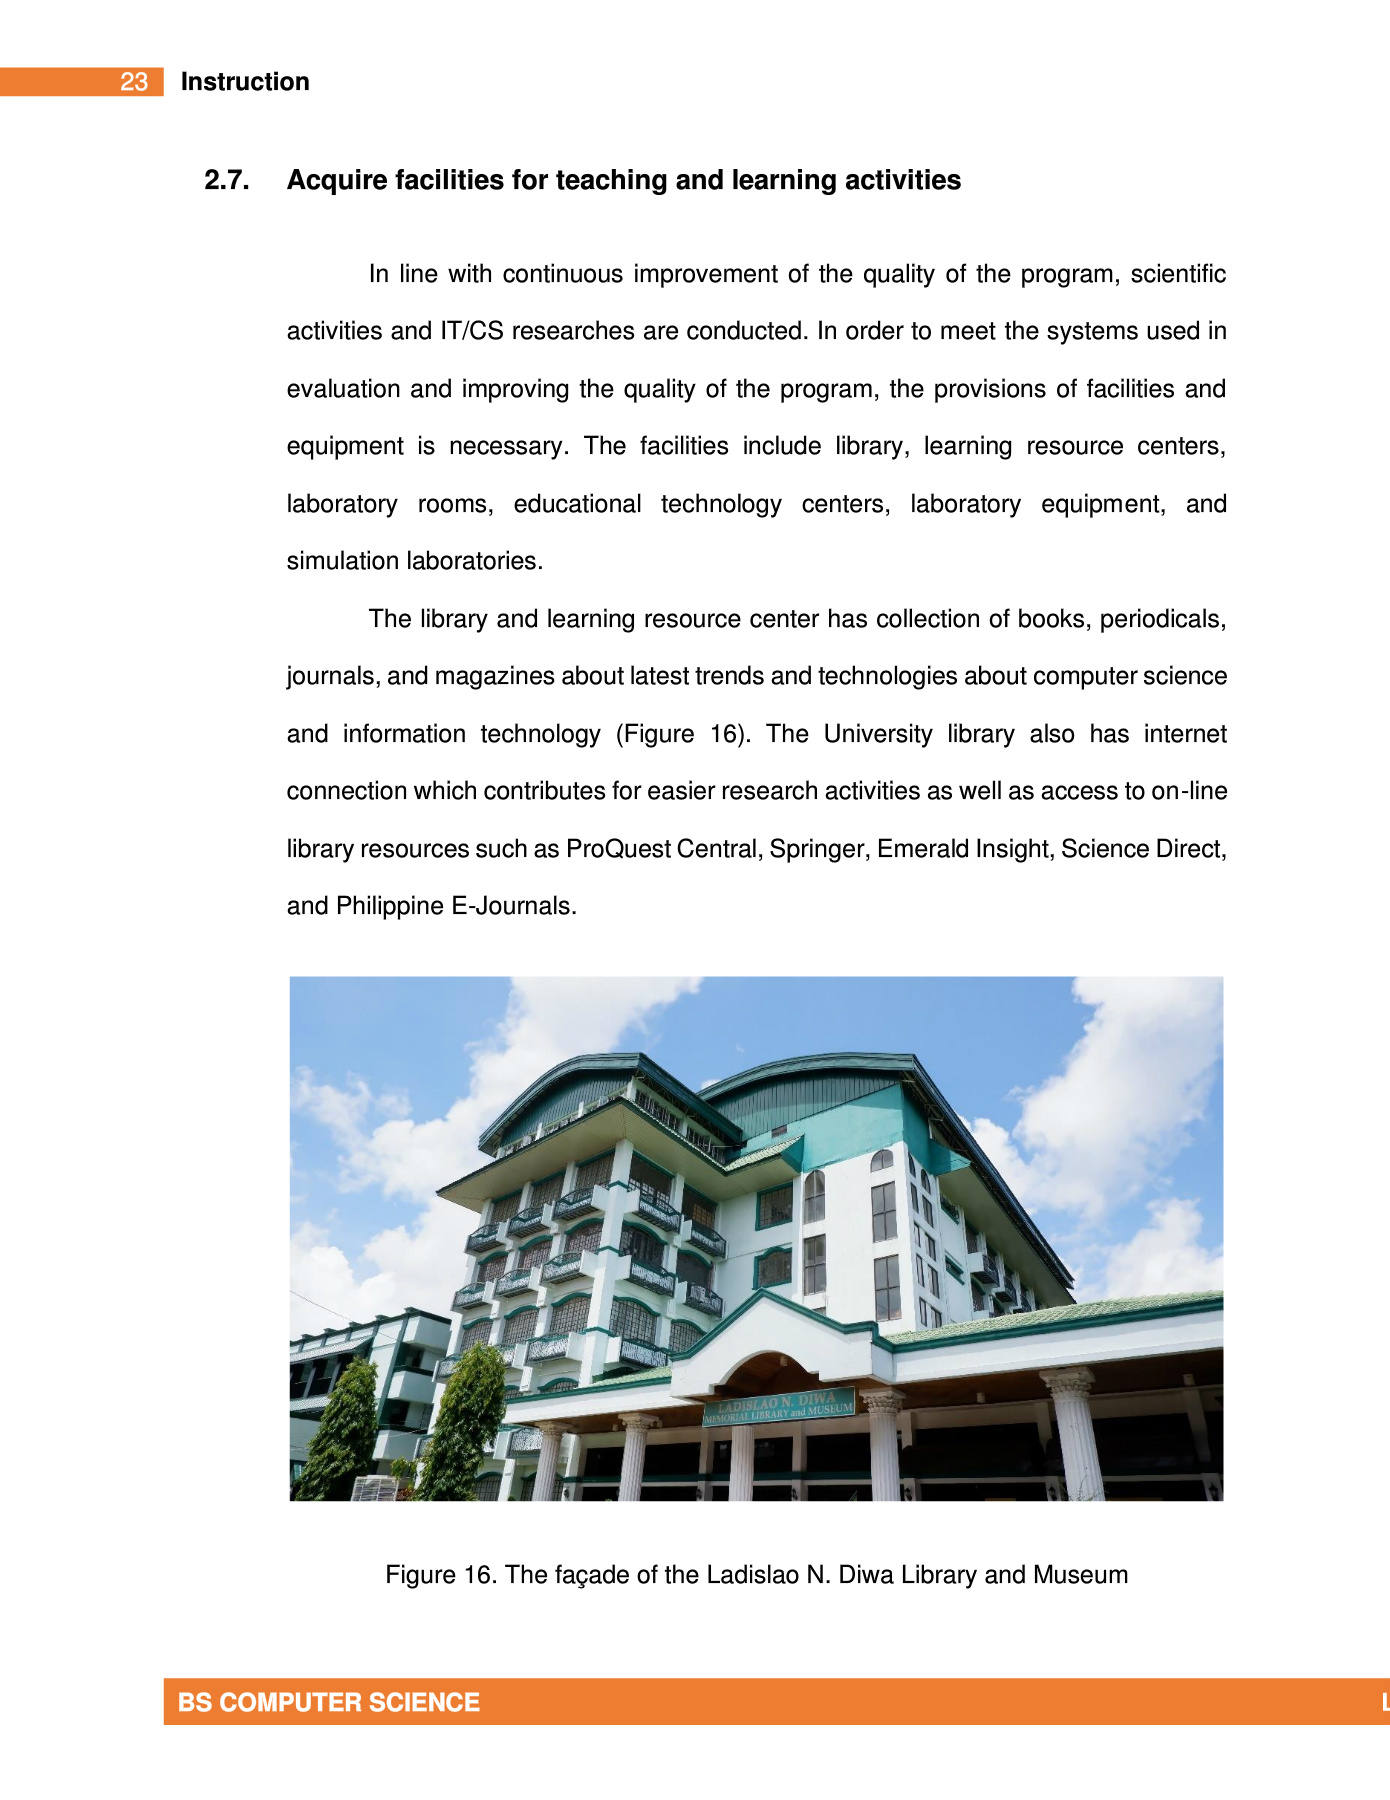 23 Instruction
2.7. Acquire facilities for teaching and learning activities
In line with continuous improvement of the quality of the program, scientific
activities and IT/CS researches are conducted. In order to meet the systems used in
evaluation and improving the quality of the program, the provisions of facilities and
equipment is necessary. The facilities include library, learning resource centers,
laboratory rooms, educational technology centers, laboratory equipment, and
simulation laboratories.
The library and learning resource center has collection of books, periodicals,
journals, and magazines about latest trends and technologies about computer science
and information technology (Figure 16). The University library also has internet
connection which contributes for easier research activities as well as access to on-line
library resources such as ProQuest Central, Springer, Emerald Insight, Science Direct,
and Philippine E-Journals.
LADISLAO N. DIWA
MEMORIAL LIBRARY and MUSEUM
Figure 16. The façade of the Ladislao N. Diwa Library and Museum
BS COMPUTER SCIENCE L